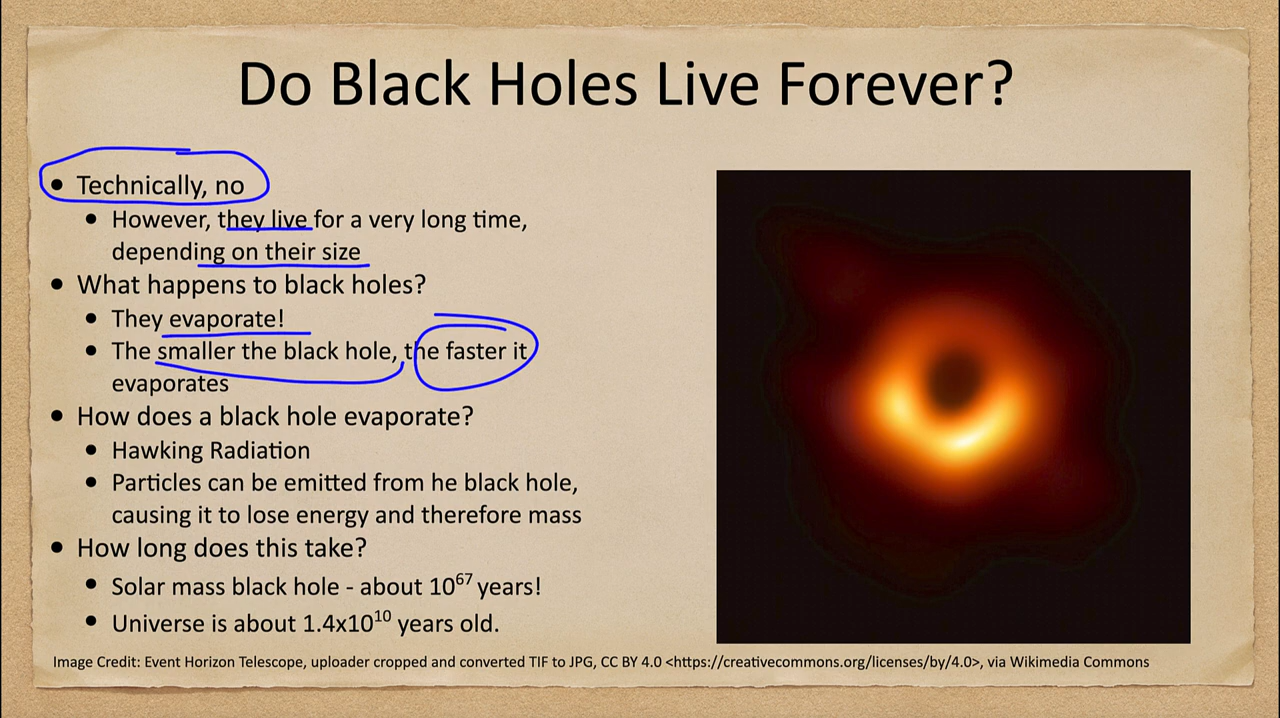 Do Black Holes Live Forever?
• Technically, no
• However, they live for a very long time,
depending on their size
• What happens to black holes?
• They evaporate!
• The smaller the black hole, the faster it
evaporates
• How does a black hole evaporate?
• Hawking Radiation
• Particles can be emitted from he black hole,
causing it to lose energy and therefore mass
• How long does this take?
• Solar mass black hole - about 10⁶⁷ years!
• Universe is about 1.4x10¹⁰ years old.
Image Credit: Event Horizon Telescope, uploader cropped and converted TIF to JPG, CC BY 4.0 <https://creativecommons.org/licenses/by/4.0>, via Wikimedia Commons